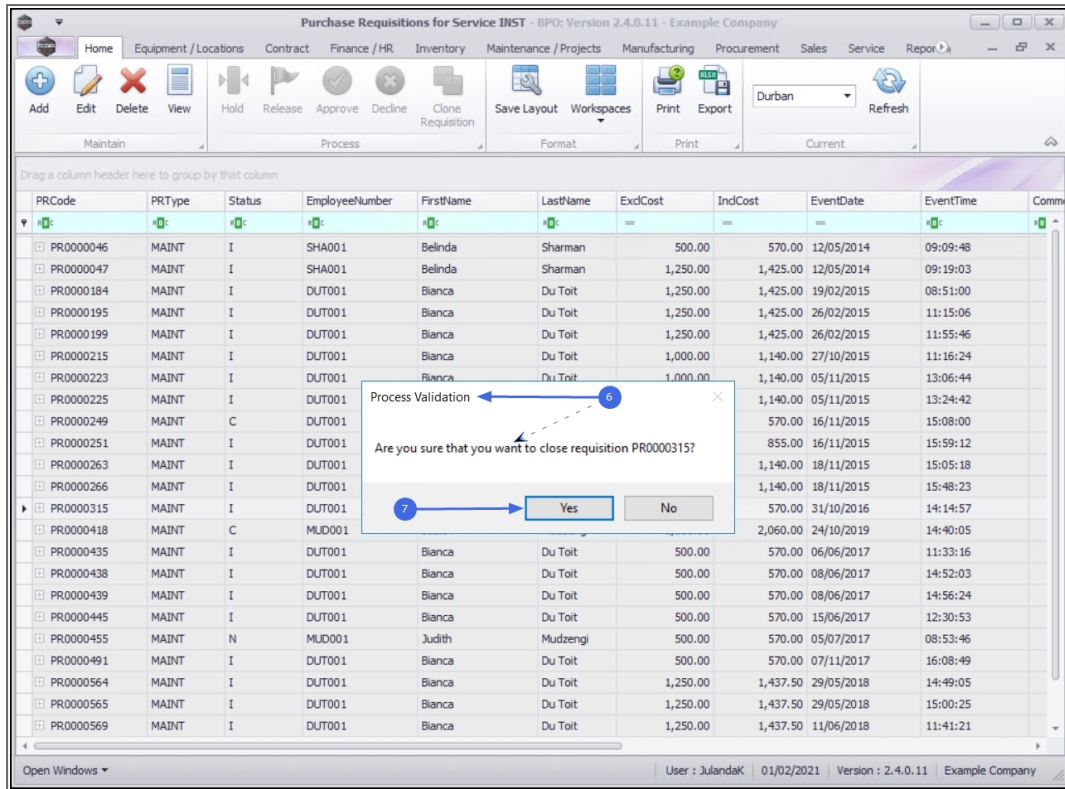 Purchase Requisitions for Service INST - BPO: Version 2.4.0.11 - Example Company
Home Equipment / Locations Contract Finance / HR Inventory Maintenance / Projects Manufacturing Procurement Sales Service Repor
Add Edit Delete View Hold Release Approve Decline Clone Requisition Save Layout Workspaces Print Export Durban Refresh
Maintain Process Format Print Current
Drag a column header here to group by that column
PRCode PRType Status EmployeeNumber FirstName LastName ExclCost InclCost EventDate EventTime Comm
PR0000046 MAINT I SHA001 Belinda Sharman 500.00 570.00 12/05/2014 09:09:48
PR0000047 MAINT I SHA001 Belinda Sharman 1,250.00 1,425.00 12/05/2014 09:19:03
PR0000184 MAINT I DUT001 Bianca Du Toit 1,250.00 1,425.00 19/02/2015 08:51:00
PR0000195 MAINT I DUT001 Bianca Du Toit 1,250.00 1,425.00 26/02/2015 11:15:06
PR0000199 MAINT I DUT001 Bianca Du Toit 1,250.00 1,425.00 26/02/2015 11:55:46
PR0000215 MAINT I DUT001 Bianca Du Toit 1,000.00 1,140.00 27/10/2015 11:16:24
PR0000223 MAINT I DUT001 Bianca Du Toit 1,000.00 1,140.00 05/11/2015 13:06:44
PR0000225 MAINT I DUT001 1,140.00 05/11/2015 13:24:42
PR0000249 MAINT C DUT001 570.00 16/11/2015 15:08:00
PR0000251 MAINT I DUT001 855.00 16/11/2015 15:59:12
PR0000263 MAINT I DUT001 1,140.00 18/11/2015 15:05:18
PR0000266 MAINT I DUT001 1,140.00 18/11/2015 15:48:23
PR0000315 MAINT I DUT001 570.00 31/10/2016 14:14:57
PR0000418 MAINT C MUD001 2,060.00 24/10/2019 14:40:05
PR0000435 MAINT I DUT001 Bianca Du Toit 500.00 570.00 06/06/2017 11:33:16
PR0000438 MAINT I DUT001 Bianca Du Toit 500.00 570.00 08/06/2017 14:52:03
PR0000439 MAINT I DUT001 Bianca Du Toit 500.00 570.00 08/06/2017 14:56:24
PR0000445 MAINT I DUT001 Bianca Du Toit 500.00 570.00 15/06/2017 12:30:53
PR0000455 MAINT N MUD001 Judith Mudzengi 500.00 570.00 05/07/2017 08:53:46
PR0000491 MAINT I DUT001 Bianca Du Toit 500.00 570.00 07/11/2017 16:08:49
PR0000564 MAINT I DUT001 Bianca Du Toit 1,250.00 1,437.50 29/05/2018 14:49:05
PR0000565 MAINT I DUT001 Bianca Du Toit 1,250.00 1,437.50 29/05/2018 15:00:25
PR0000569 MAINT I DUT001 Bianca Du Toit 1,250.00 1,437.50 11/06/2018 11:41:21
Process Validation 6
Are you sure that you want to close requisition PR0000315?
7 Yes No
Open Windows User : JulandaK 01/02/2021 Version : 2.4.0.11 Example Company